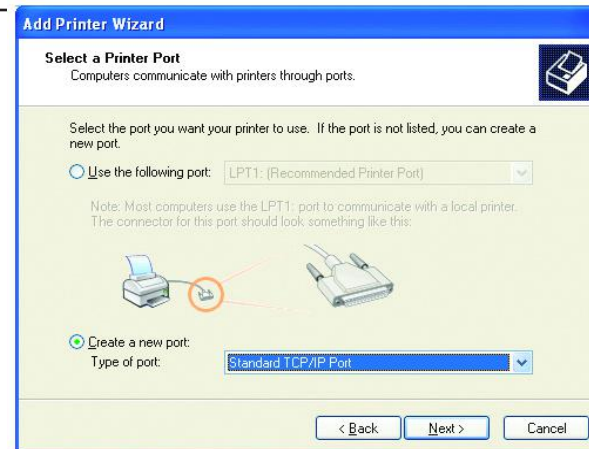 Add Printer Wizard
Select a Printer Port
Computers communicate with printers through ports.
Select the port you want your printer to use. If the port is not listed, you can create a
new port.
Use the following port: LPT1: (Recommended Printer Port)
Note: Most computers use the LPT1: port to communicate with a local printer.
The connector for this port should look something like this:
Create a new port:
Type of port: Standard TCP/IP Port
< Back Next > Cancel